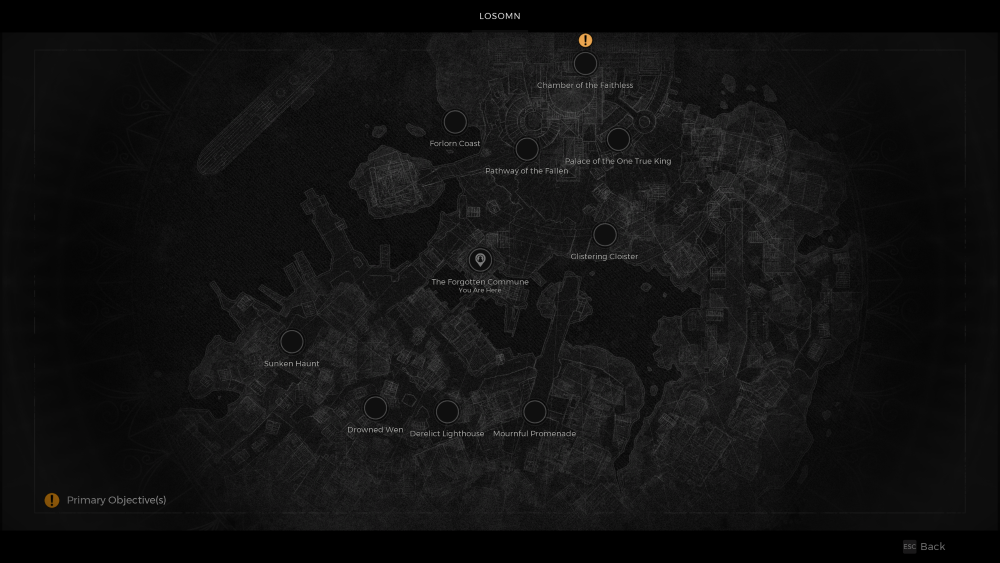 LOSOMN
Chamber of the Faithless
Forlorn Coast
Palace of the One True King
Pathway of the Fallen
Glistering Cloister
The Forgotten Commune
You Are Here
Sunken Haunt
Drowned Wen
Derelict Lighthouse
Mournful Promenade
Primary Objective(s)
ESC Back